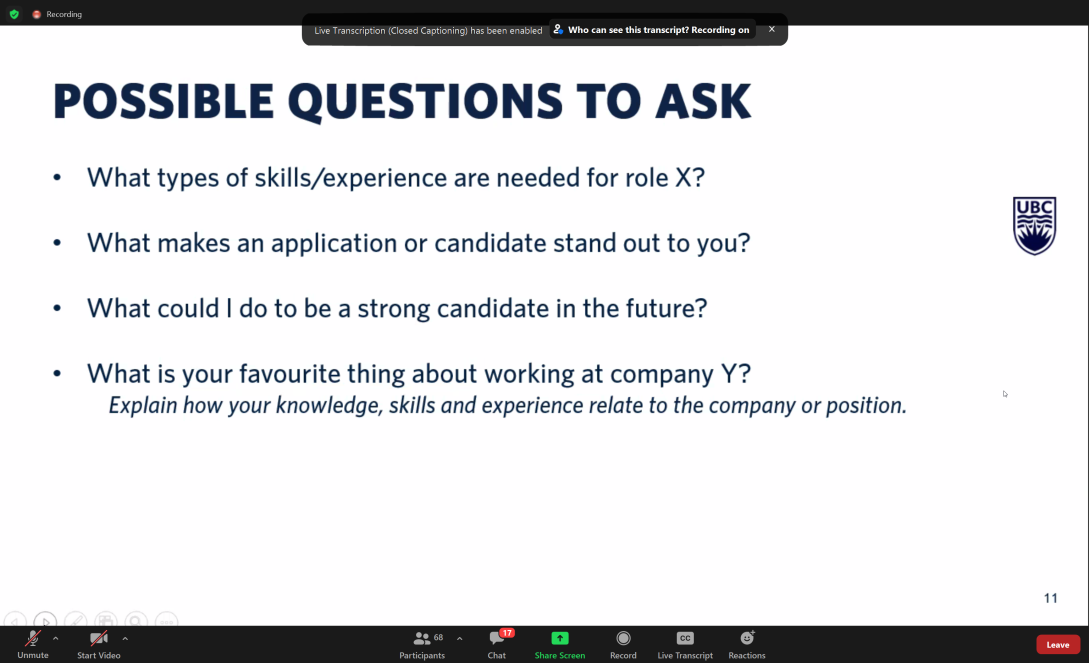 Recording
Live Transcription (Closed Captioning) has been enabled Who can see this transcript? Recording on
POSSIBLE QUESTIONS TO ASK
• What types of skills/experience are needed for role X?
UBC
• What makes an application or candidate stand out to you?
• What could I do to be a strong candidate in the future?
• What is your favourite thing about working at company Y?
Explain how your knowledge, skills and experience relate to the company or position.
11
68
17
CC
Unmute Start Video Participants Chat Share Screen Record Live Transcript Reactions Leave